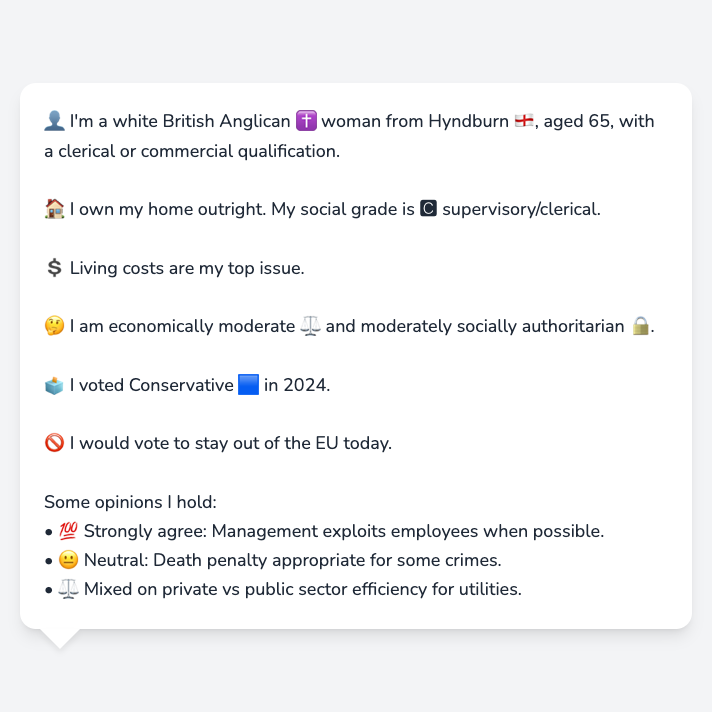 👤 I'm a white British Anglican ✝️ woman from Hyndburn 🏴󠁧󠁢󠁥󠁮󠁧󠁿, aged 65, with
a clerical or commercial qualification.
🏠 I own my home outright. My social grade is 🅲 supervisory/clerical.
💲 Living costs are my top issue.
🤔 I am economically moderate ⚖️ and moderately socially authoritarian 🔒.
🗳️ I voted Conservative 🟦 in 2024.
🚫 I would vote to stay out of the EU today.
Some opinions I hold:
• 💯 Strongly agree: Management exploits employees when possible.
• 😐 Neutral: Death penalty appropriate for some crimes.
• ⚖️ Mixed on private vs public sector efficiency for utilities.